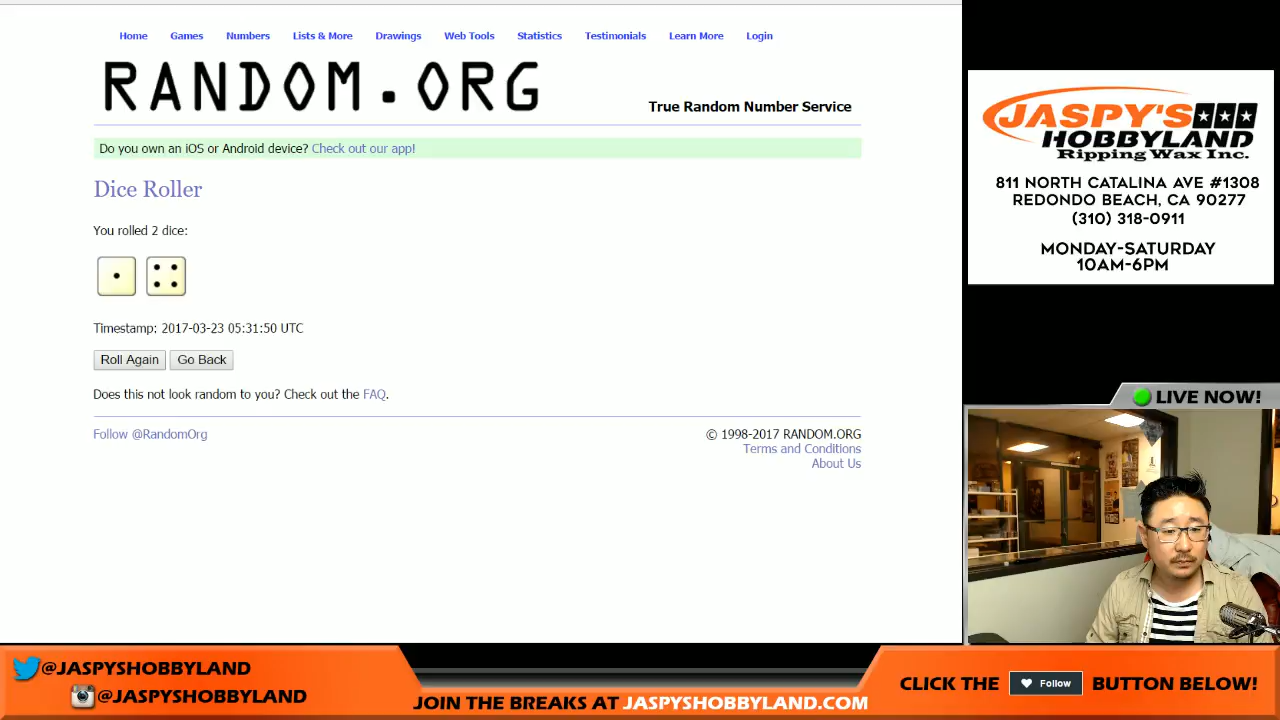 Home Games Numbers Lists & More Drawings Web Tools Statistics Testimonials Learn More Login
RANDOM.ORG
True Random Number Service
Do you own an iOS or Android device? Check out our app!
Dice Roller
You rolled 2 dice:
Timestamp: 2017-03-23 05:31:50 UTC
Roll Again Go Back
Does this not look random to you? Check out the FAQ.
Follow @RandomOrg
© 1998-2017 RANDOM.ORG
Terms and Conditions
About Us
JASPY'S
HOBBYLAND
Ripping Wax Inc.
811 NORTH CATALINA AVE #1308
REDONDO BEACH, CA 90277
(310) 318-0911
MONDAY-SATURDAY
10AM-6PM
LIVE NOW!
@JASPYSHOBBYLAND
@JASPYSHOBBYLAND
JOIN THE BREAKS AT JASPYSHOBBYLAND.COM
CLICK THE Follow BUTTON BELOW!